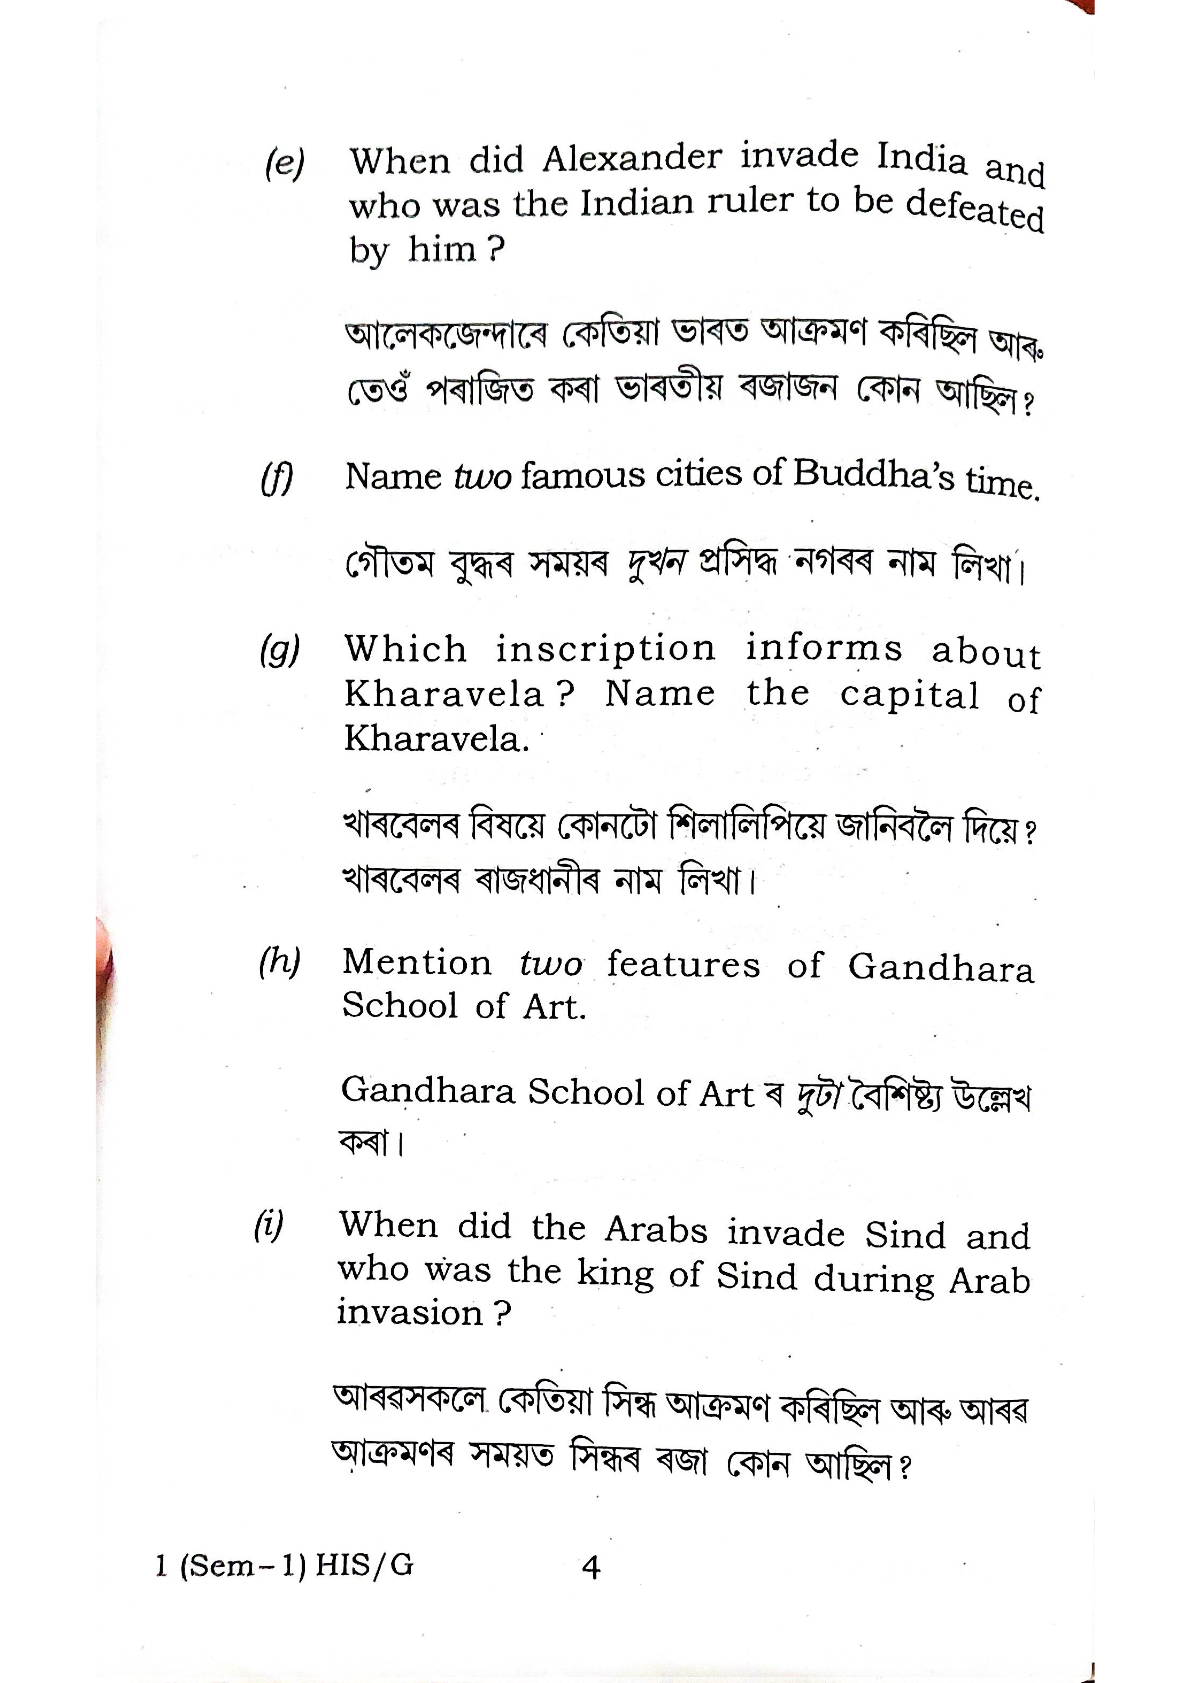 (e) When did Alexander invade India and
who was the Indian ruler to be defeated
by him ?
আলেকজেন্দাৰে কেতিয়া ভাৰত আক্ৰমণ কৰিছিল আৰু
তেওঁ পৰাজিত কৰা ভাৰতীয় ৰজাজন কোন আছিল ?
(f) Name two famous cities of Buddha's time.
গৌতম বুদ্ধৰ সময়ৰ দুখন প্ৰসিদ্ধ নগৰৰ নাম লিখা।
(g) Which inscription informs about
Kharavela ? Name the capital of
Kharavela.
খাৰবেলৰ বিষয়ে কোনটো শিলালিপিয়ে জানিবলৈ দিয়ে ?
খাৰবেলৰ ৰাজধানীৰ নাম লিখা।
(h) Mention two features of Gandhara
School of Art.
Gandhara School of Art ৰ দুটা বৈশিষ্ট্য উল্লেখ
কৰা।
(i) When did the Arabs invade Sind and
who was the king of Sind during Arab
invasion ?
আৰৱসকলে কেতিয়া সিন্ধ আক্ৰমণ কৰিছিল আৰু আৰৱ
আক্ৰমণৰ সময়ত সিন্ধৰ ৰজা কোন আছিল ?
1 (Sem–1) HIS/G 4